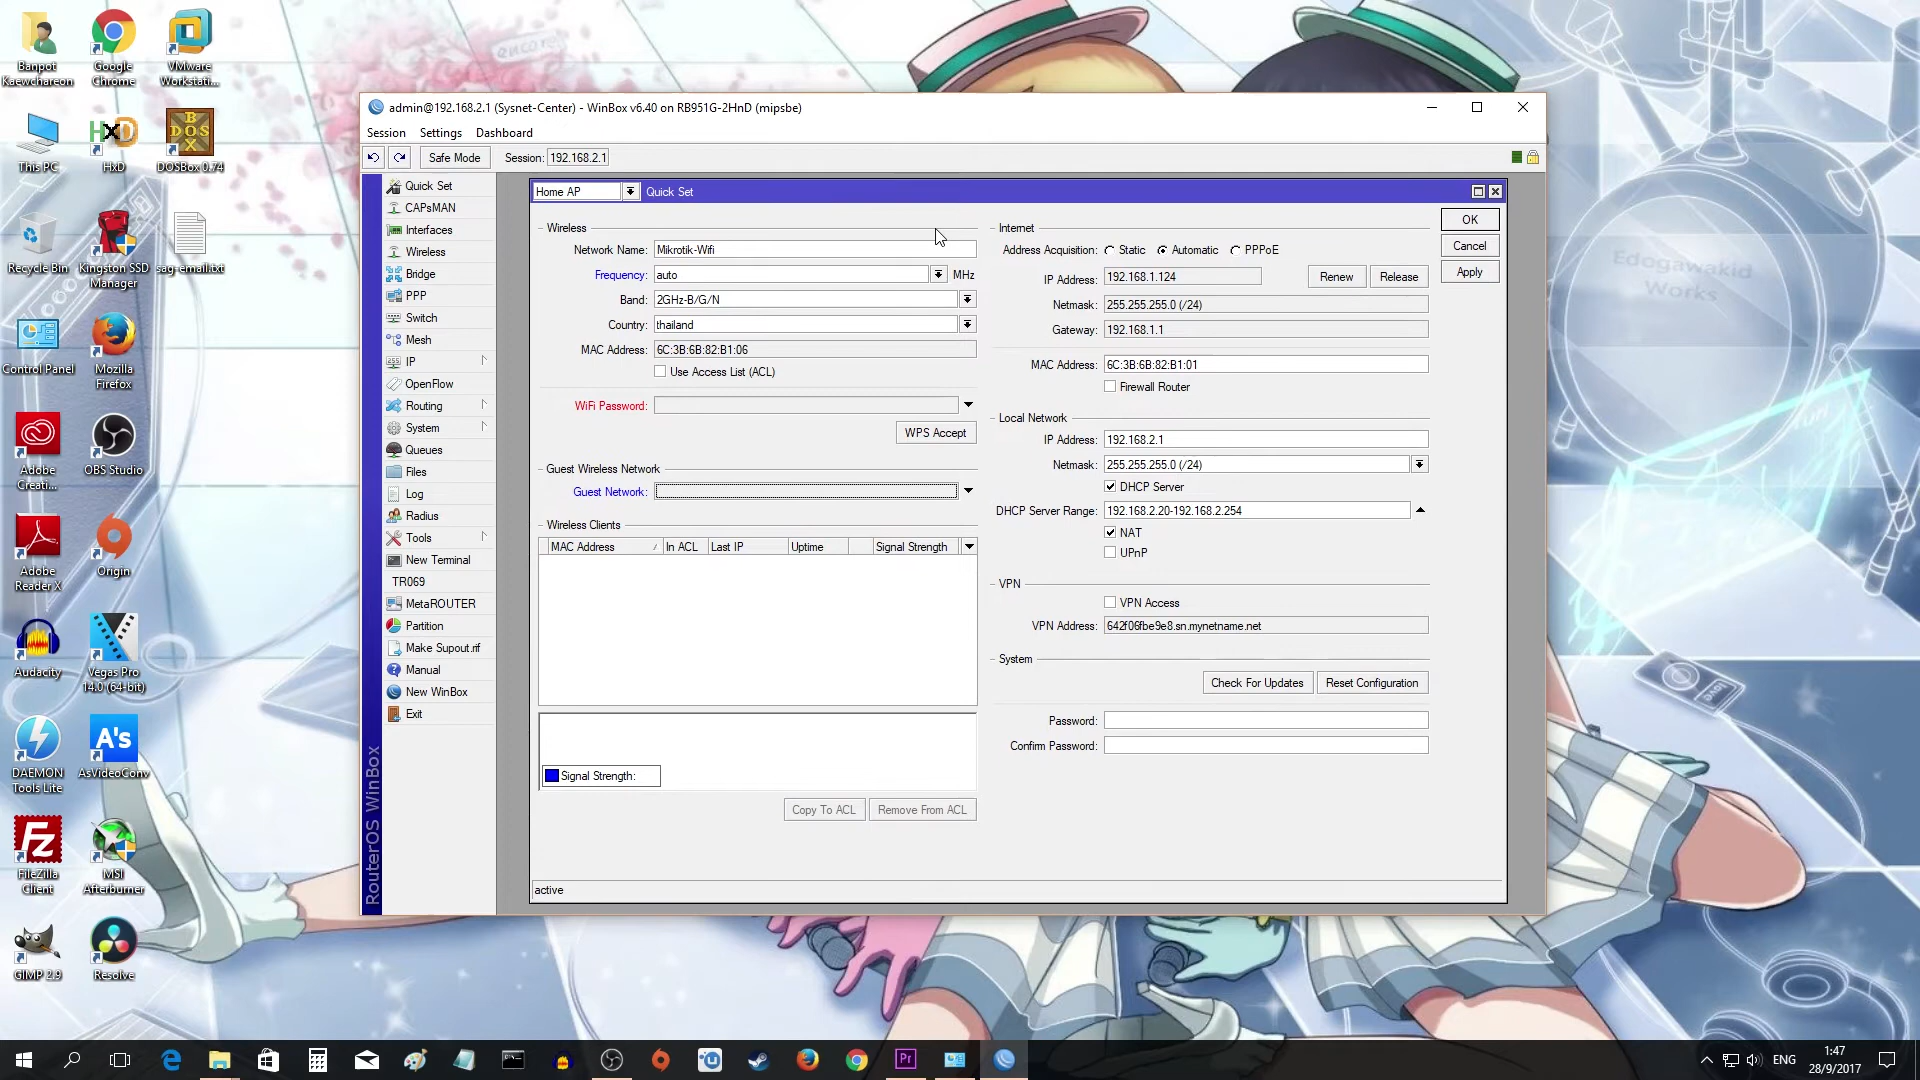 Banpot
Kaewchareon
Google
Chrome
VMware
Workstati...
This PC
HxD
DOSBox 0.74
Recycle Bin
Kingston SSD
Manager
sag-email.txt
Control Panel
Mozilla
Firefox
Adobe
Creati...
OBS Studio
Adobe
Reader X
Origin
Audacity
Vegas Pro
14.0 (64-bit)
DAEMON
Tools Lite
AsVideoConv
FileZilla
Client
MSI
Afterburner
GIMP 2.9
Resolve
encore
Edogawakid
Works
love
admin@192.168.2.1 (Sysnet-Center) - WinBox v6.40 on RB951G-2HnD (mipsbe)
Session Settings Dashboard
Safe Mode Session: 192.168.2.1
Quick Set
CAPsMAN
Interfaces
Wireless
Bridge
PPP
Switch
Mesh
IP
OpenFlow
Routing
System
Queues
Files
Log
Radius
Tools
New Terminal
TR069
MetaROUTER
Partition
Make Supout.rif
Manual
New WinBox
Exit
RouterOS WinBox
Home AP Quick Set
Wireless
Network Name: Mikrotik-Wifi
Frequency: auto MHz
Band: 2GHz-B/G/N
Country: thailand
MAC Address: 6C:3B:6B:82:B1:06
Use Access List (ACL)
WiFi Password:
WPS Accept
Guest Wireless Network
Guest Network:
Wireless Clients
MAC Address In ACL Last IP Uptime Signal Strength
Signal Strength:
Copy To ACL Remove From ACL
active
Internet
Address Acquisition: Static Automatic PPPoE
IP Address: 192.168.1.124 Renew Release
Netmask: 255.255.255.0 (/24)
Gateway: 192.168.1.1
MAC Address: 6C:3B:6B:82:B1:01
Firewall Router
Local Network
IP Address: 192.168.2.1
Netmask: 255.255.255.0 (/24)
DHCP Server
DHCP Server Range: 192.168.2.20-192.168.2.254
NAT
UPnP
VPN
VPN Access
VPN Address: 642f06fbe9e8.sn.mynetname.net
System
Check For Updates Reset Configuration
Password:
Confirm Password:
OK
Cancel
Apply
ENG
1:47
28/9/2017